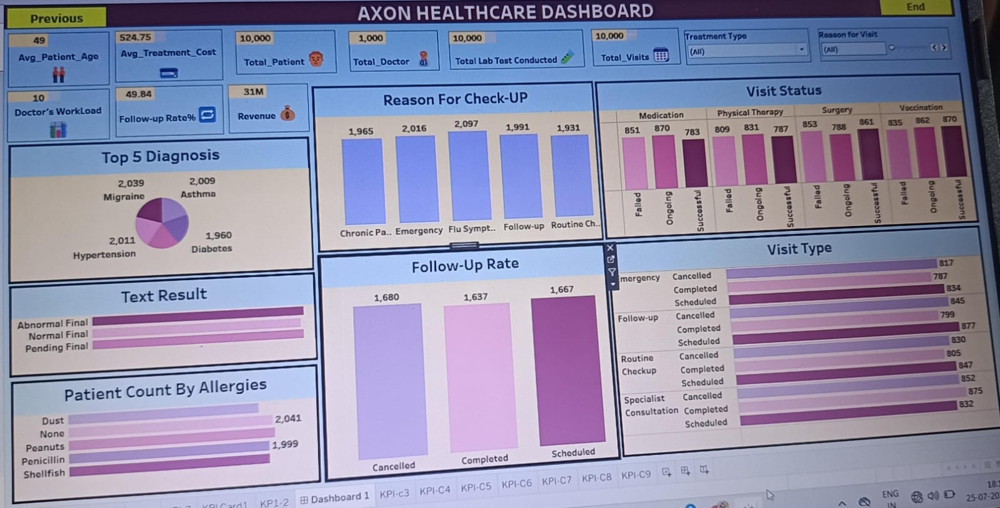 Previous
AXON HEALTHCARE DASHBOARD
End
49
Avg_Patient_Age
524.75
Avg_Treatment_Cost
10,000
Total_Patient
1,000
Total_Doctor
10,000
Total Lab Test Conducted
10,000
Total_Visits
Treatment Type
(All)
Reason for Visit
(All)
10
Doctor's WorkLoad
49.84
Follow-up Rate%
31M
Revenue
Top 5 Diagnosis
2,039
Migraine
2,009
Asthma
2,011
Hypertension
1,960
Diabetes
Text Result
Abnormal Final
Normal Final
Pending Final
Patient Count By Allergies
Dust
None 2,041
Peanuts
Penicillin 1,999
Shellfish
Reason For Check-UP
1,965 2,016 2,097 1,991 1,931
Chronic Pa.. Emergency Flu Sympt.. Follow-up Routine Ch..
Follow-Up Rate
1,680 1,637 1,667
Cancelled Completed Scheduled
Visit Status
Medication Physical Therapy Surgery Vaccination
851 870 783 809 831 787 853 788 861 835 862 870
Failed Ongoing Successful Failed Ongoing Successful Failed Ongoing Successful Failed Ongoing Successful
Visit Type
mergency Cancelled 817
Completed 787
Scheduled 834
Follow-up Cancelled 845
Completed 799
Scheduled 877
Routine Checkup Cancelled 830
Completed 805
Scheduled 847
Specialist Consultation Cancelled 852
Completed 875
Scheduled 832
KPI Card1 KP1-2 Dashboard 1 KPI-c3 KPI-C4 KPI-C5 KPI-C6 KPI-C7 KPI-C8 KPI-C9
ENG
IN
18:
25-07-20